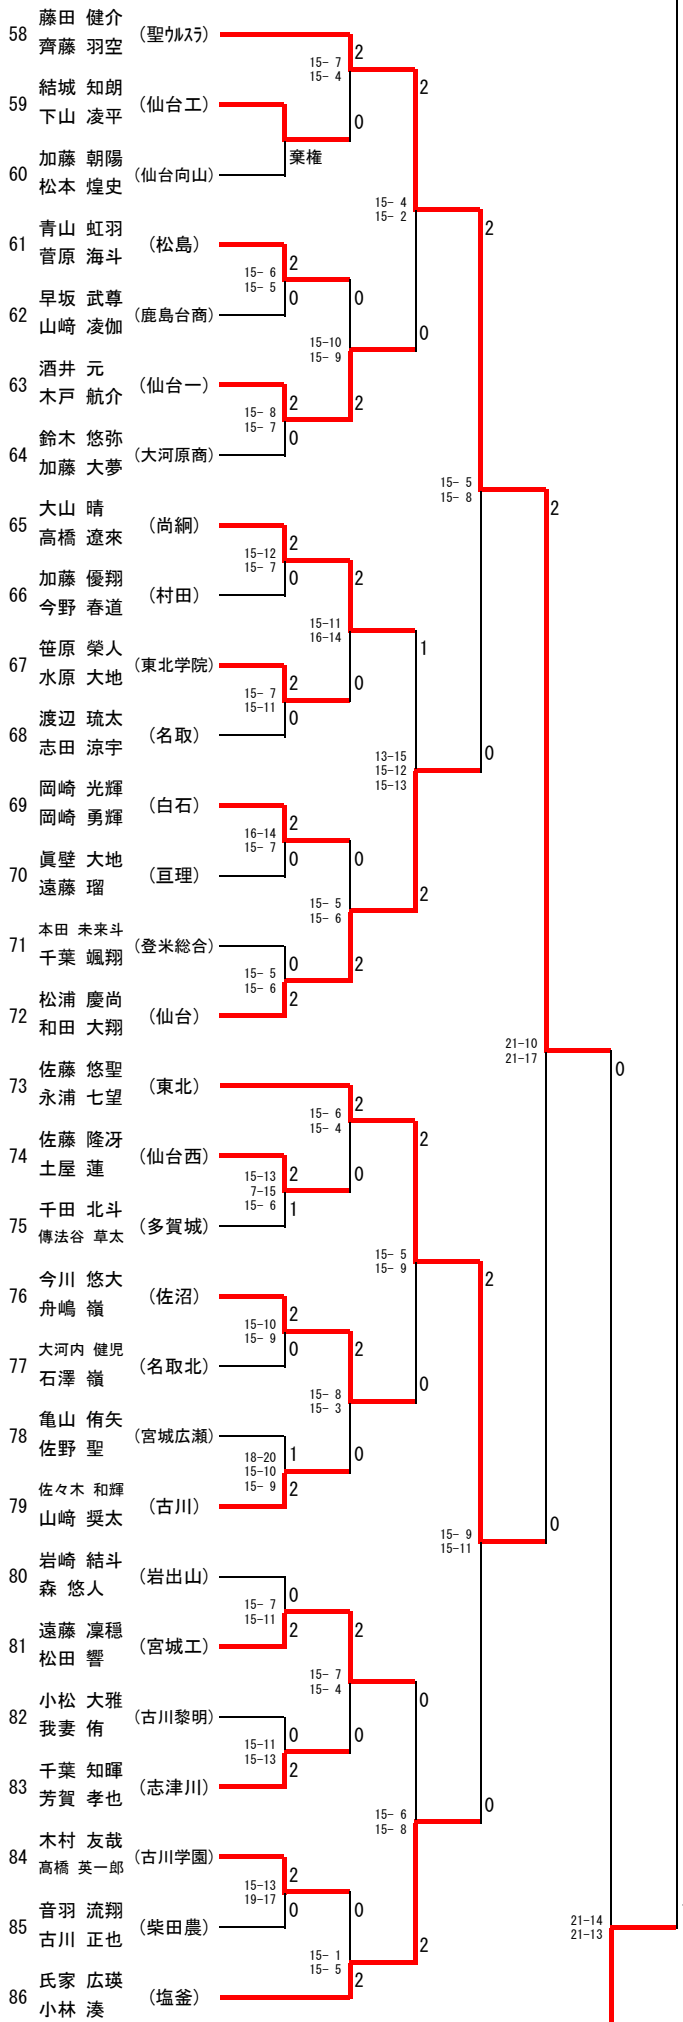 藤田 健介
58 (聖ウルスラ)
齊藤 羽空
2
15- 7
15- 4
2
結城 知朗
59 (仙台工)
下山 凌平
0
棄権
加藤 朝陽
60 (仙台向山)
松本 煌史
15- 4
15- 2
2
青山 虹羽
61 (松島)
菅原 海斗
2
15- 6
15- 5
0
0
早坂 武尊
62 (鹿島台商)
山﨑 凌伽
0
15-10
15- 9
酒井 元
63 (仙台一)
木戸 航介
2
2
15- 8
15- 7
0
鈴木 悠弥
64 (大河原商)
加藤 大夢
15- 5
15- 8
2
大山 晴
65 (尚絅)
高橋 遼來
2
15-12
15- 7
0
2
加藤 優翔
66 (村田)
今野 春道
15-11
16-14
1
笹原 榮人
67 (東北学院)
水原 大地
2
0
15- 7
15-11
0
渡辺 琉太
68 (名取)
志田 涼宇
0
13-15
15-12
15-13
岡崎 光輝
69 (白石)
岡崎 勇輝
2
16-14
15- 7
0
0
眞壁 大地
70 (亘理)
遠藤 瑠
2
15- 5
15- 6
本田 未来斗
71 (登米総合)
千葉 颯翔
0
2
15- 5
15- 6
2
松浦 慶尚
72 (仙台)
和田 大翔
21-10
21-17
0
佐藤 悠聖
73 (東北)
永浦 七望
2
15- 6
15- 4
2
佐藤 隆冴
74 (仙台西)
土屋 蓮
2
0
15-13
7-15
15- 6
1
千田 北斗
75 (多賀城)
傳法谷 草太
15- 5
15- 9
2
今川 悠大
76 (佐沼)
舟嶋 嶺
2
15-10
15- 9
0
2
大河内 健児
77 (名取北)
石澤 嶺
0
15- 8
15- 3
亀山 侑矢
78 (宮城広瀬)
佐野 聖
1
0
18-20
15-10
15- 9
2
佐々木 和輝
79 (古川)
山﨑 奨太
0
15- 9
15-11
岩崎 結斗
80 (岩出山)
森 悠人
0
15- 7
15-11
2
2
遠藤 凜穏
81 (宮城工)
松田 響
15- 7
15- 4
0
小松 大雅
82 (古川黎明)
我妻 侑
0
0
15-11
15-13
2
千葉 知暉
83 (志津川)
芳賀 孝也
0
15- 6
15- 8
木村 友哉
84 (古川学園)
髙橋 英一郎
2
15-13
19-17
0
0
音羽 流翔
85 (柴田農)
古川 正也
21-14
21-13
2
15- 1
15- 5
2
氏家 広瑛
86 (塩釜)
小林 湊